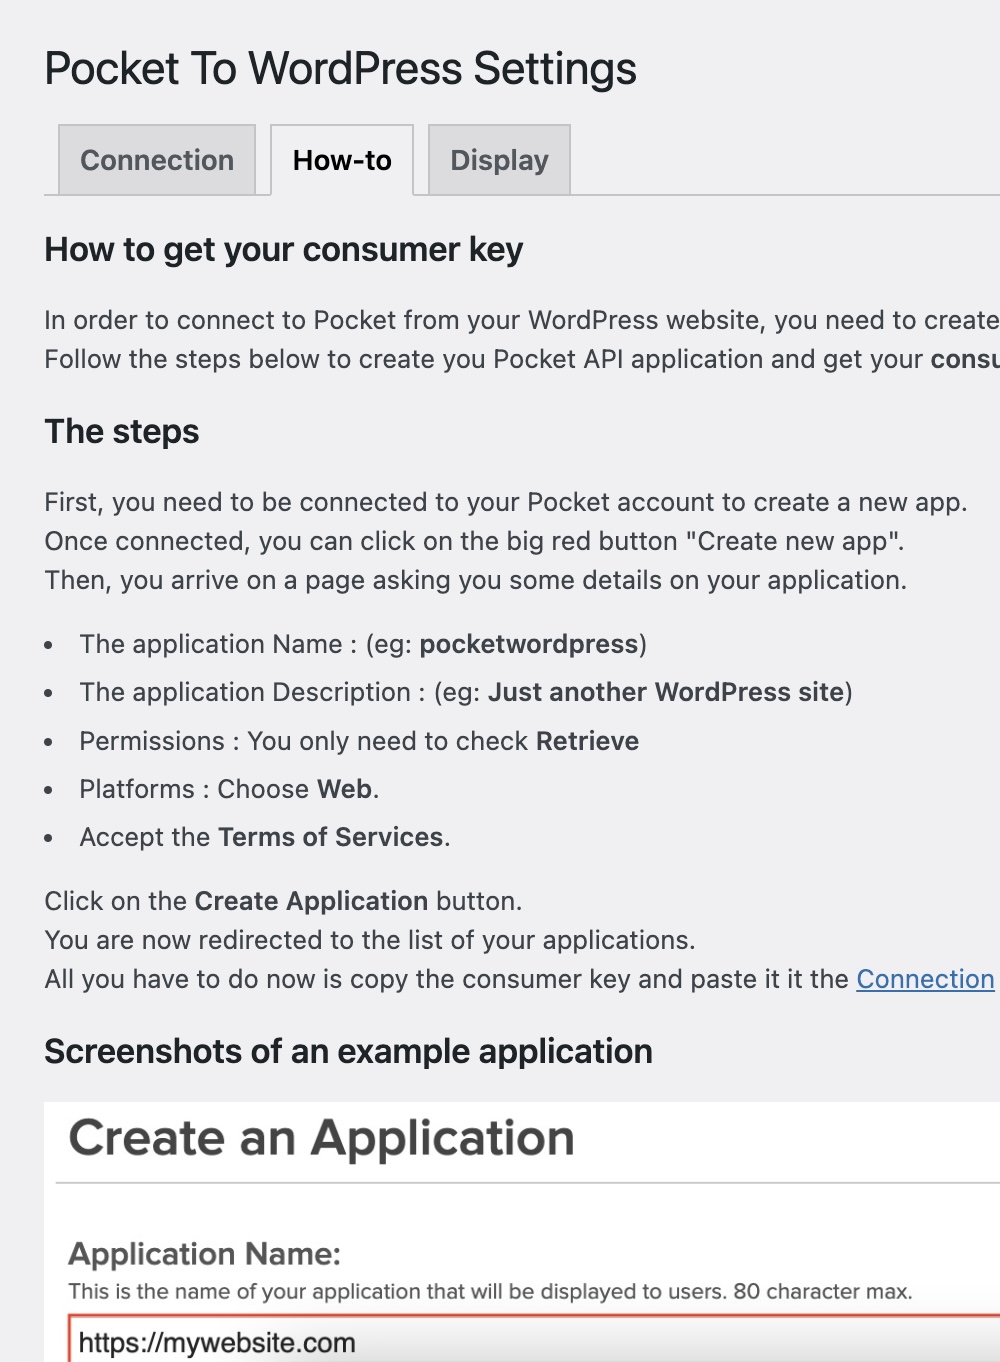 Pocket To WordPress Settings
Connection
How-to
Display
How to get your consumer key
In order to connect to Pocket from your WordPress website, you need to create
Follow the steps below to create you Pocket API application and get your consu
The steps
First, you need to be connected to your Pocket account to create a new app.
Once connected, you can click on the big red button "Create new app".
Then, you arrive on a page asking you some details on your application.
• The application Name : (eg: pocketwordpress)
• The application Description : (eg: Just another WordPress site)
• Permissions : You only need to check Retrieve
• Platforms : Choose Web.
• Accept the Terms of Services.
Click on the Create Application button.
You are now redirected to the list of your applications.
All you have to do now is copy the consumer key and paste it it the Connection
Screenshots of an example application
Create an Application
Application Name:
This is the name of your application that will be displayed to users. 80 character max.
https://mywebsite.com